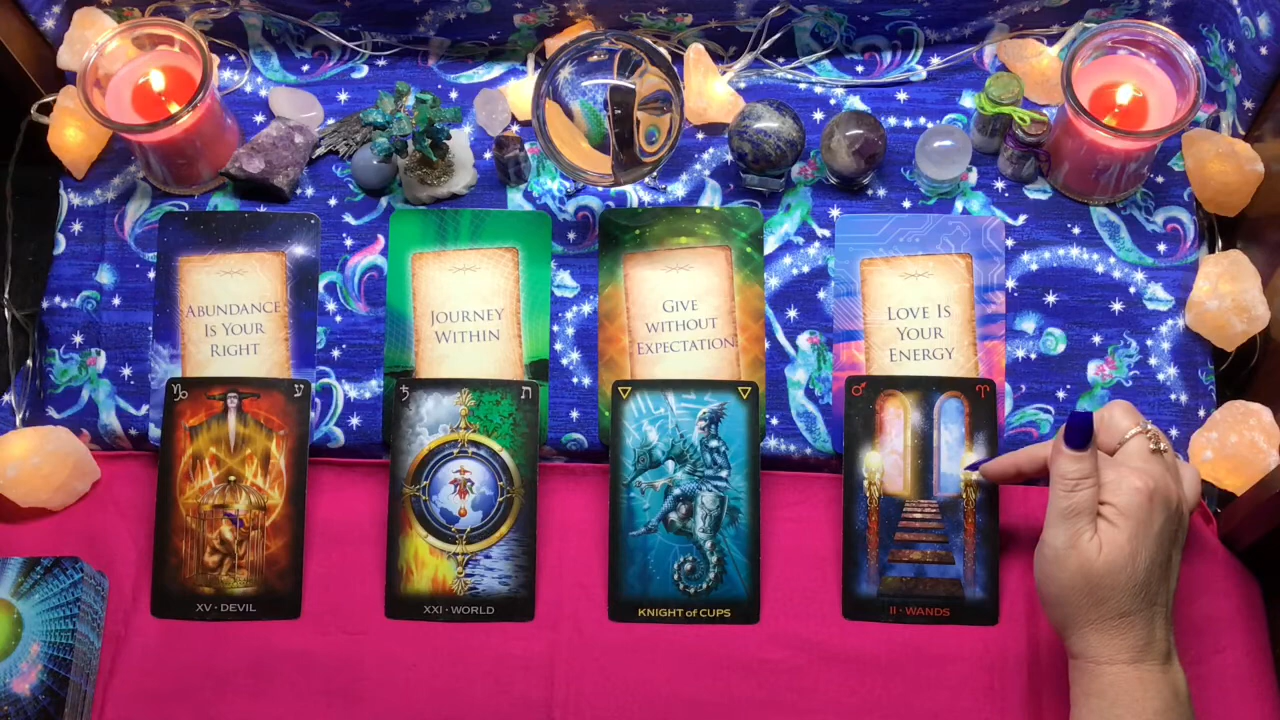 ABUNDANCE
IS YOUR
RIGHT
JOURNEY
WITHIN
GIVE
WITHOUT
EXPECTATION
LOVE IS
YOUR
ENERGY
♑ ע
♄ ת
♂ ♈
XV • DEVIL
XXI • WORLD
KNIGHT of CUPS
II • WANDS